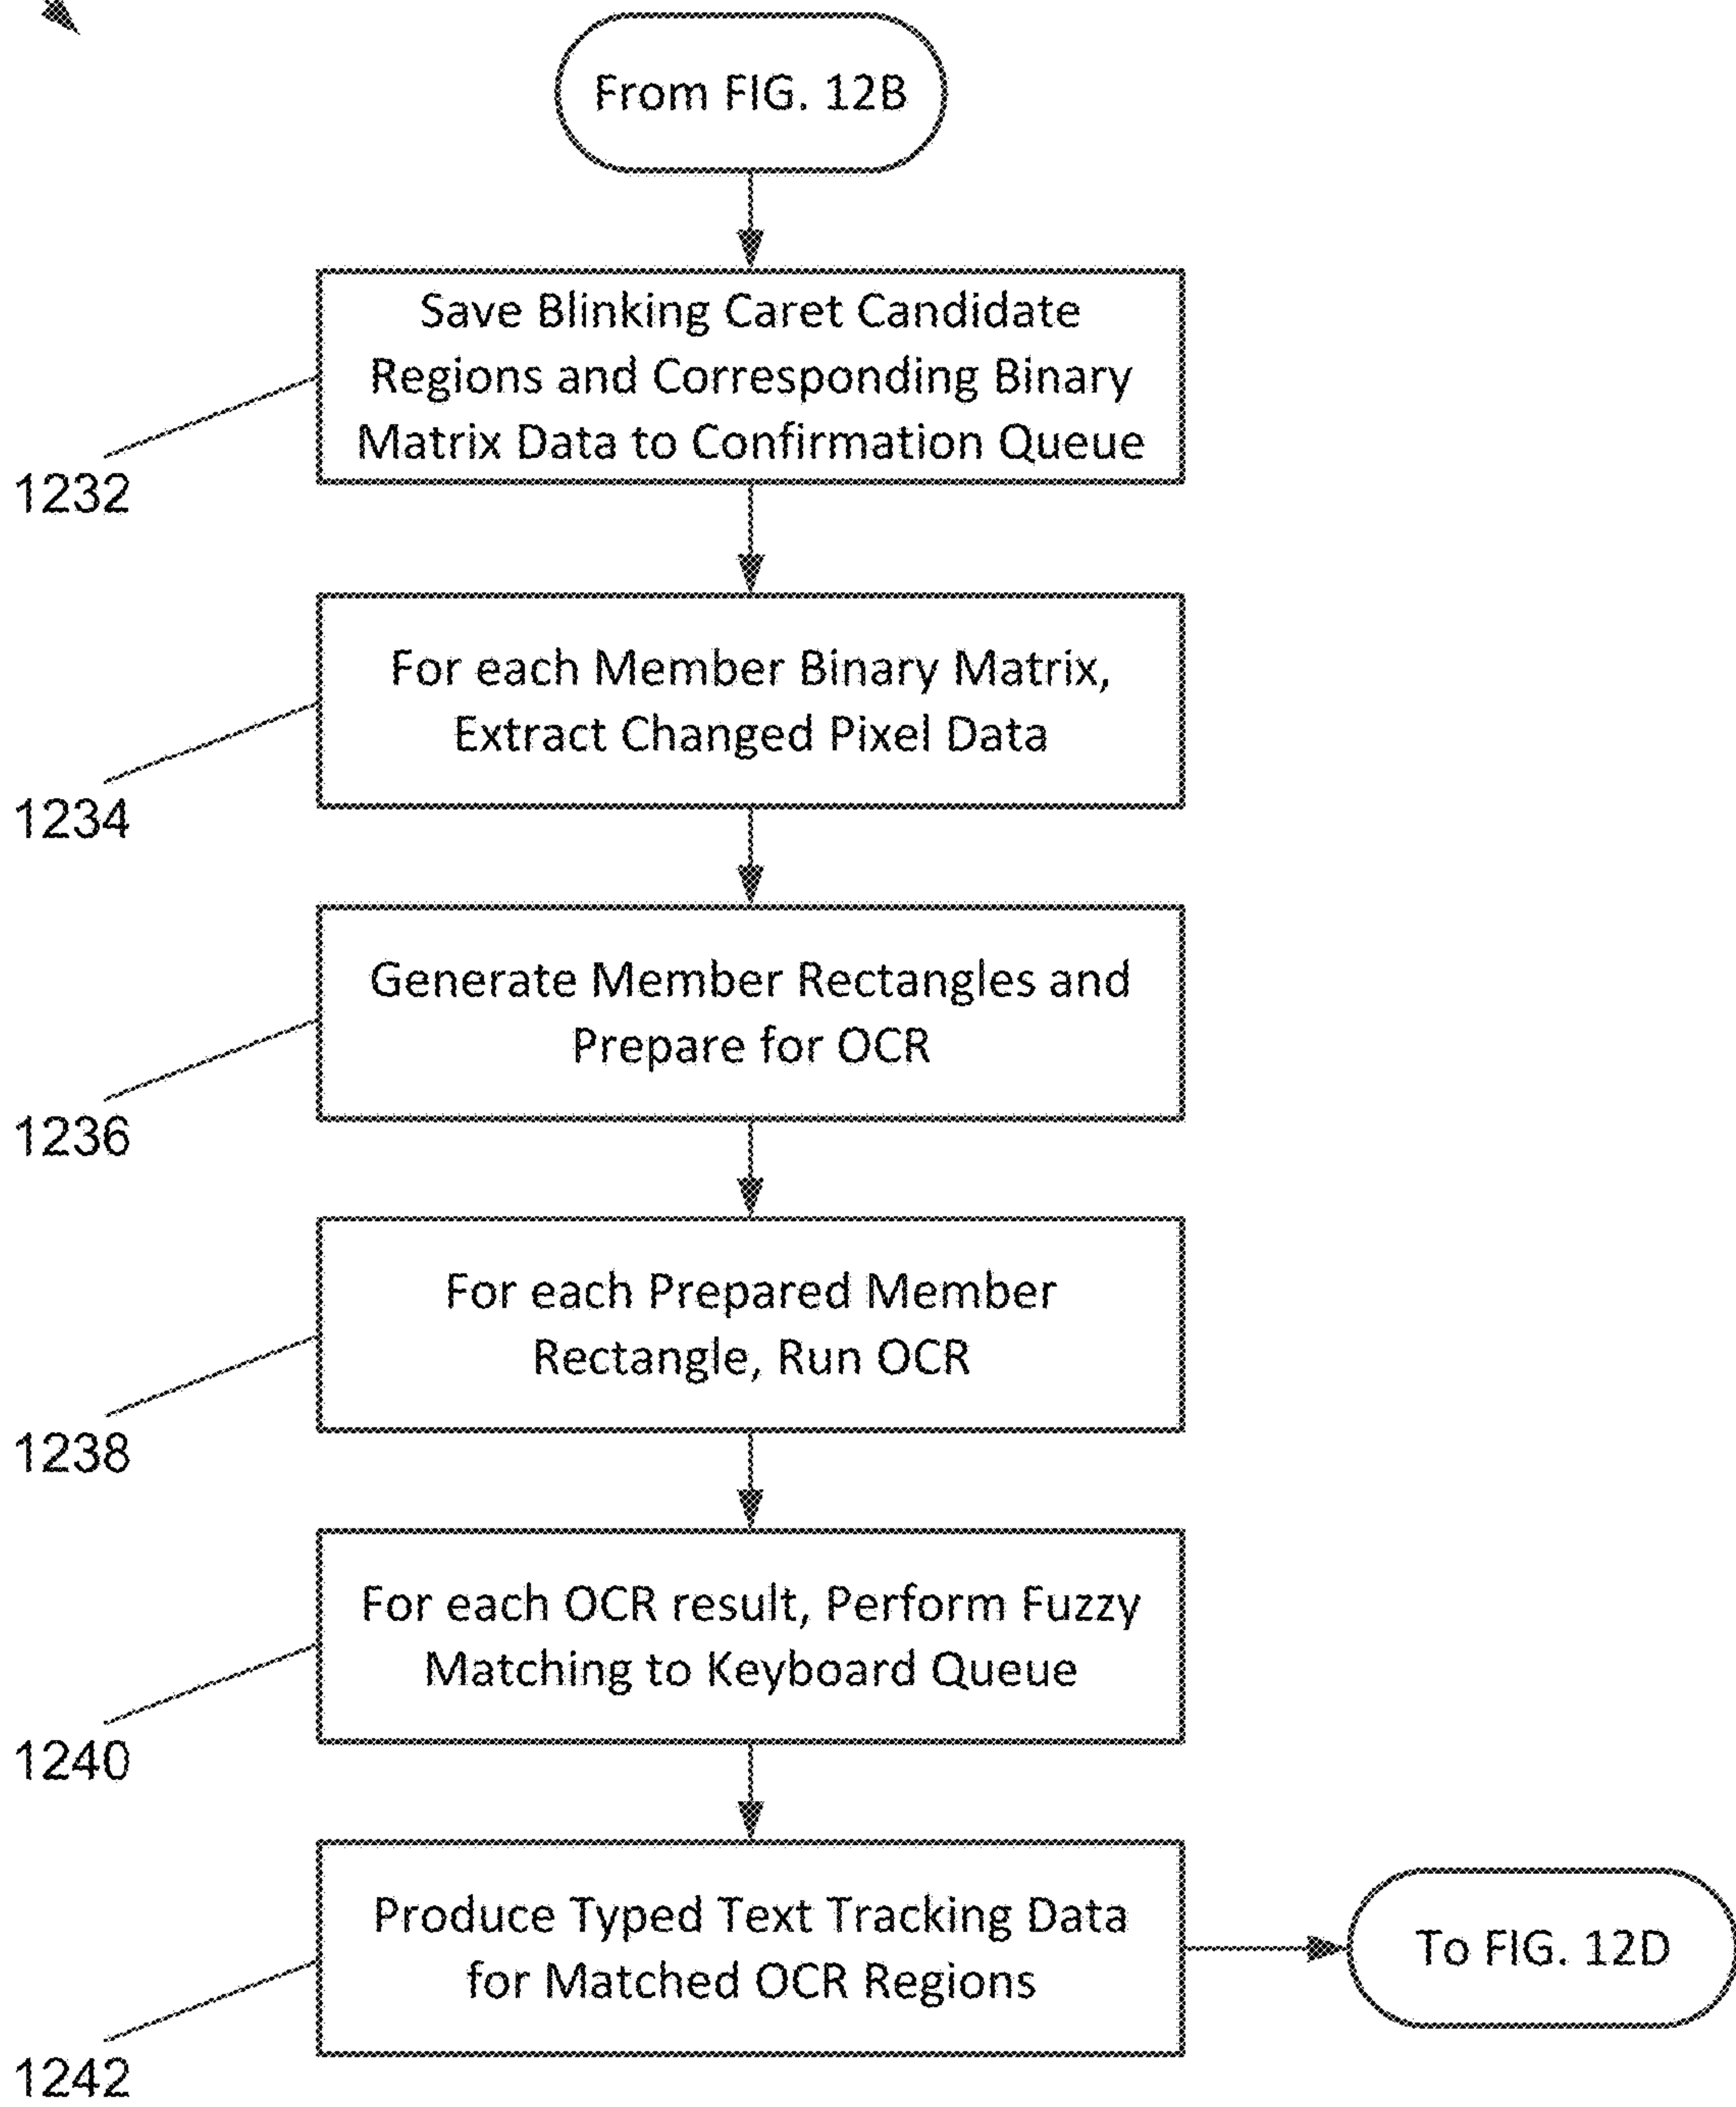 From FIG. 12B
Save Blinking Caret Candidate
Regions and Corresponding Binary
Matrix Data to Confirmation Queue
1232
For each Member Binary Matrix,
Extract Changed Pixel Data
1234
Generate Member Rectangles and
Prepare for OCR
1236
For each Prepared Member
Rectangle, Run OCR
1238
For each OCR result, Perform Fuzzy
Matching to Keyboard Queue
1240
Produce Typed Text Tracking Data
for Matched OCR Regions
To FIG. 12D
1242